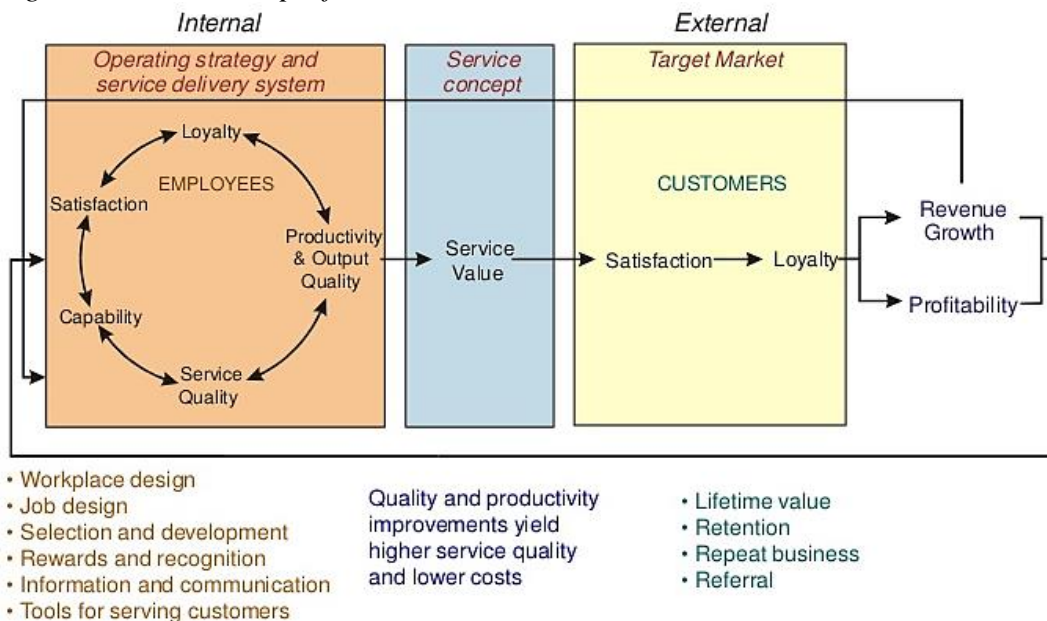 Internal
External
Operating strategy and
service delivery system
Service
concept
Target Market
Loyalty
EMPLOYEES
Satisfaction
Productivity
& Output
Quality
Capability
Service
Quality
Service
Value
CUSTOMERS
Satisfaction
Loyalty
Revenue
Growth
Profitability
• Workplace design
• Job design
• Selection and development
• Rewards and recognition
• Information and communication
• Tools for serving customers
Quality and productivity
improvements yield
higher service quality
and lower costs
• Lifetime value
• Retention
• Repeat business
• Referral